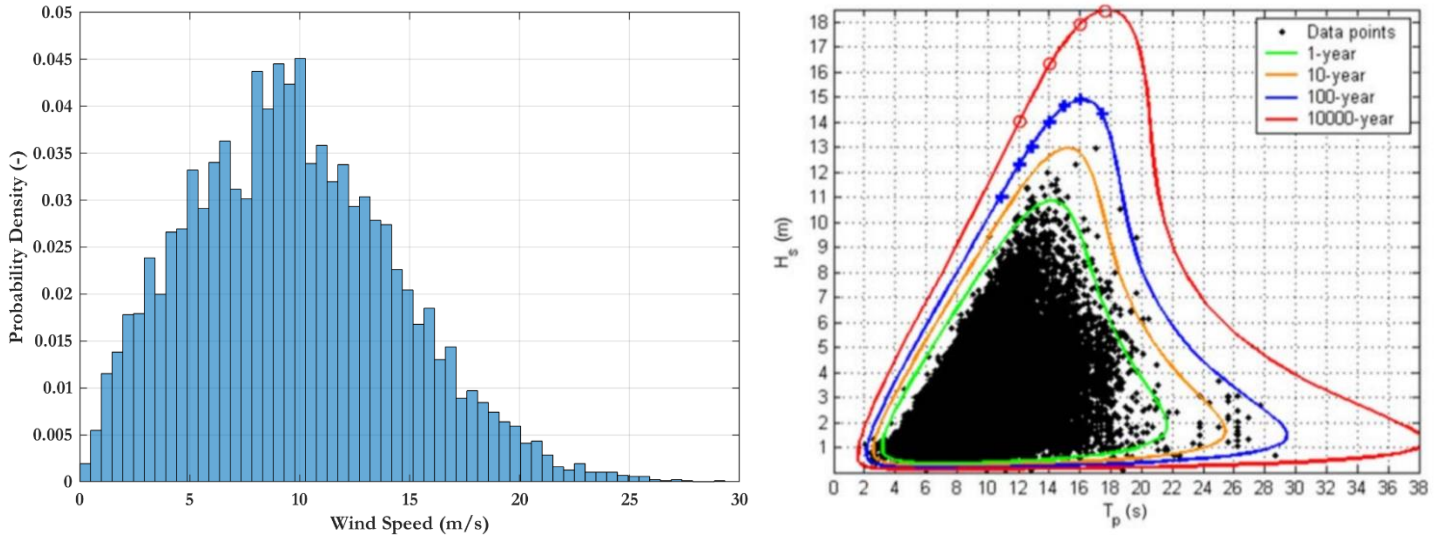 0.05
0.045
0.04
0.035
0.03
0.025
0.02
0.015
0.01
0.005
0
Probability Density (-)
0 5 10 15 20 25 30
Wind Speed (m/s)
18
17
16
15
14
13
12
11
10
9
8
7
6
5
4
3
2
1
H_s (m)
Data points
1-year
10-year
100-year
10000-year
0 2 4 6 8 10 12 14 16 18 20 22 24 26 28 30 32 34 36 38
T_p (s)